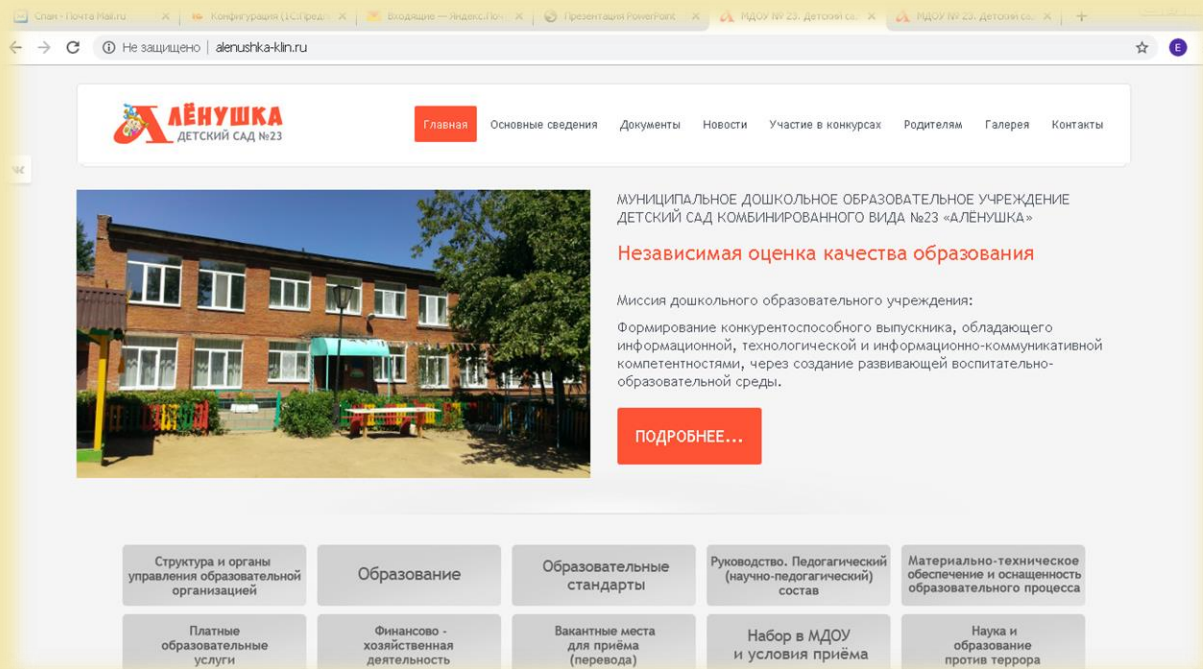 Спам - Почта Mail.ru
Конфигурация (1С:Пред
Входящие — Яндекс.По
Презентация PowerPoint
МДОУ № 23. Детский са
МДОУ № 23. Детский са
Не защищено | alenushka-klin.ru
Е
АЛЁНУШКА
ДЕТСКИЙ САД №23
Главная Основные сведения Документы Новости Участие в конкурсах Родителям Галерея Контакты
МУНИЦИПАЛЬНОЕ ДОШКОЛЬНОЕ ОБРАЗОВАТЕЛЬНОЕ УЧРЕЖДЕНИЕ
ДЕТСКИЙ САД КОМБИНИРОВАННОГО ВИДА №23 «АЛЁНУШКА»
Независимая оценка качества образования
Миссия дошкольного образовательного учреждения:
Формирование конкурентоспособного выпускника, обладающего
информационной, технологической и информационно-коммуникативной
компетентностями, через создание развивающей воспитательно-
образовательной среды.
ПОДРОБНЕЕ...
Структура и органы
управления образовательной
организацией
Образование
Образовательные
стандарты
Руководство. Педогагический
(научно-педогагический)
состав
Материально-техническое
обеспечение и оснащенность
образовательного процесса
Платные
образовательные
услуги
Финансово -
хозяйственная
деятельность
Вакантные места
для приёма
(перевода)
Набор в МДОУ
и условия приёма
Наука и
образование
против террора